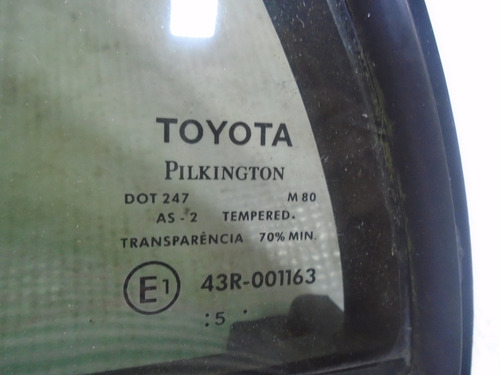 TOYOTA
PILKINGTON
DOT 247 M 80
AS - 2 TEMPERED.
TRANSPARÊNCIA 70% MIN.
E1 43R-001163
:5 ·